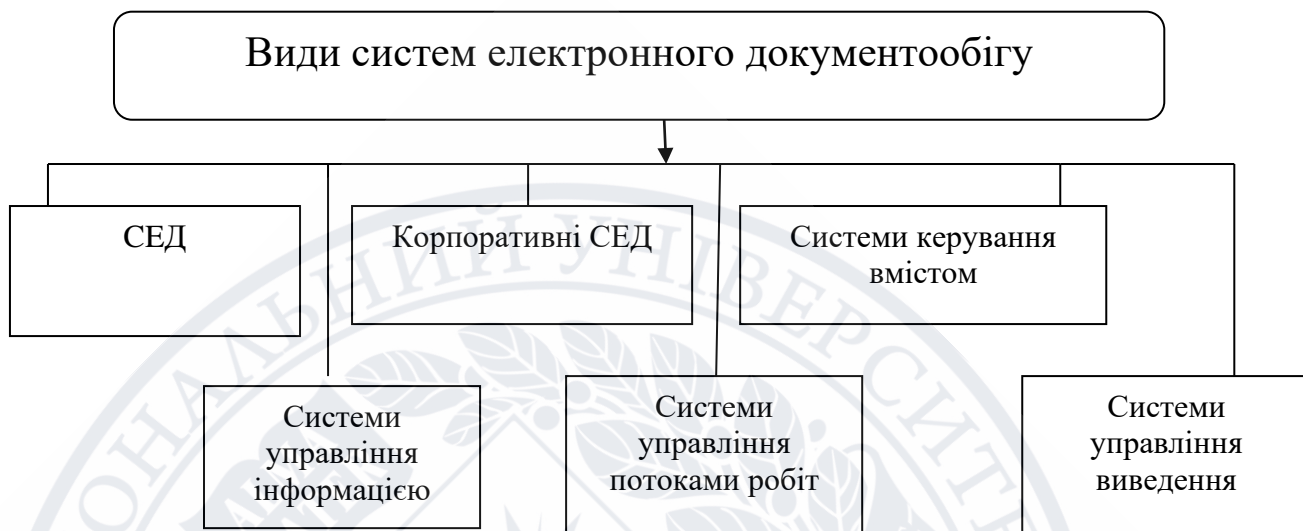 Види систем електронного документообігу
СЕД
Корпоративні СЕД
Системи керування
вмістом
Системи
управління
інформацією
Системи
управління
потоками робіт
Системи
управління
виведення